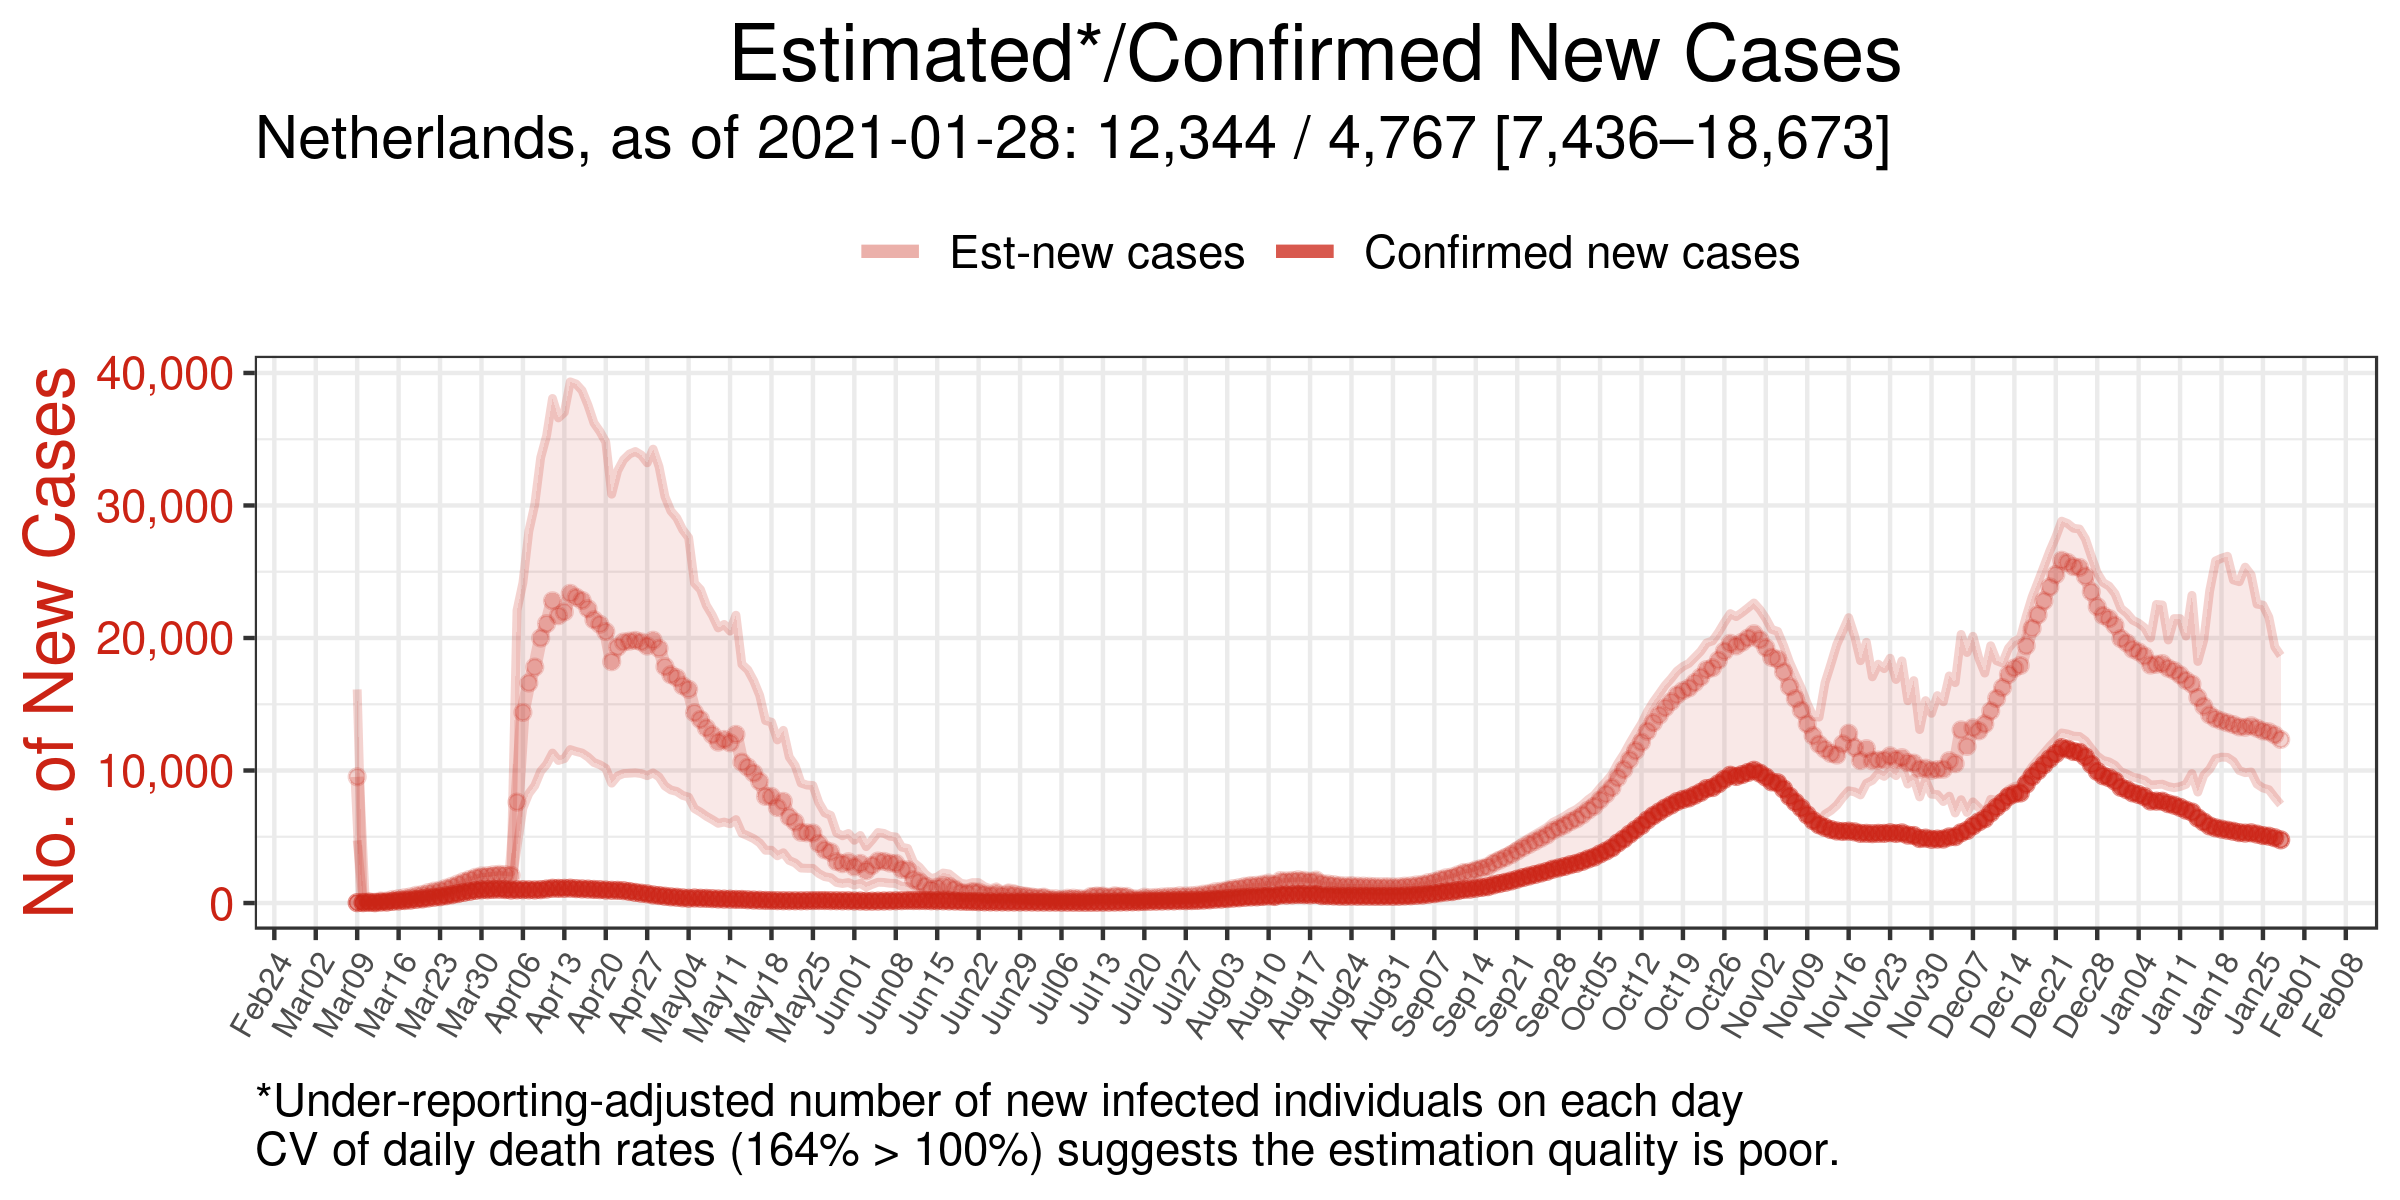 Estimated*/Confirmed New Cases
Netherlands, as of 2021-01-28: 12,344 / 4,767 [7,436–18,673]
Est-new cases Confirmed new cases
No. of New Cases
40,000
30,000
20,000
10,000
0
Feb24 Mar02 Mar09 Mar16 Mar23 Mar30 Apr06 Apr13 Apr20 Apr27 May04 May11 May18 May25 Jun01 Jun08 Jun15 Jun22 Jun29 Jul06 Jul13 Jul20 Jul27 Aug03 Aug10 Aug17 Aug24 Aug31 Sep07 Sep14 Sep21 Sep28 Oct05 Oct12 Oct19 Oct26 Nov02 Nov09 Nov16 Nov23 Nov30 Dec07 Dec14 Dec21 Dec28 Jan04 Jan11 Jan18 Jan25 Feb01 Feb08
*Under-reporting-adjusted number of new infected individuals on each day
CV of daily death rates (164% > 100%) suggests the estimation quality is poor.